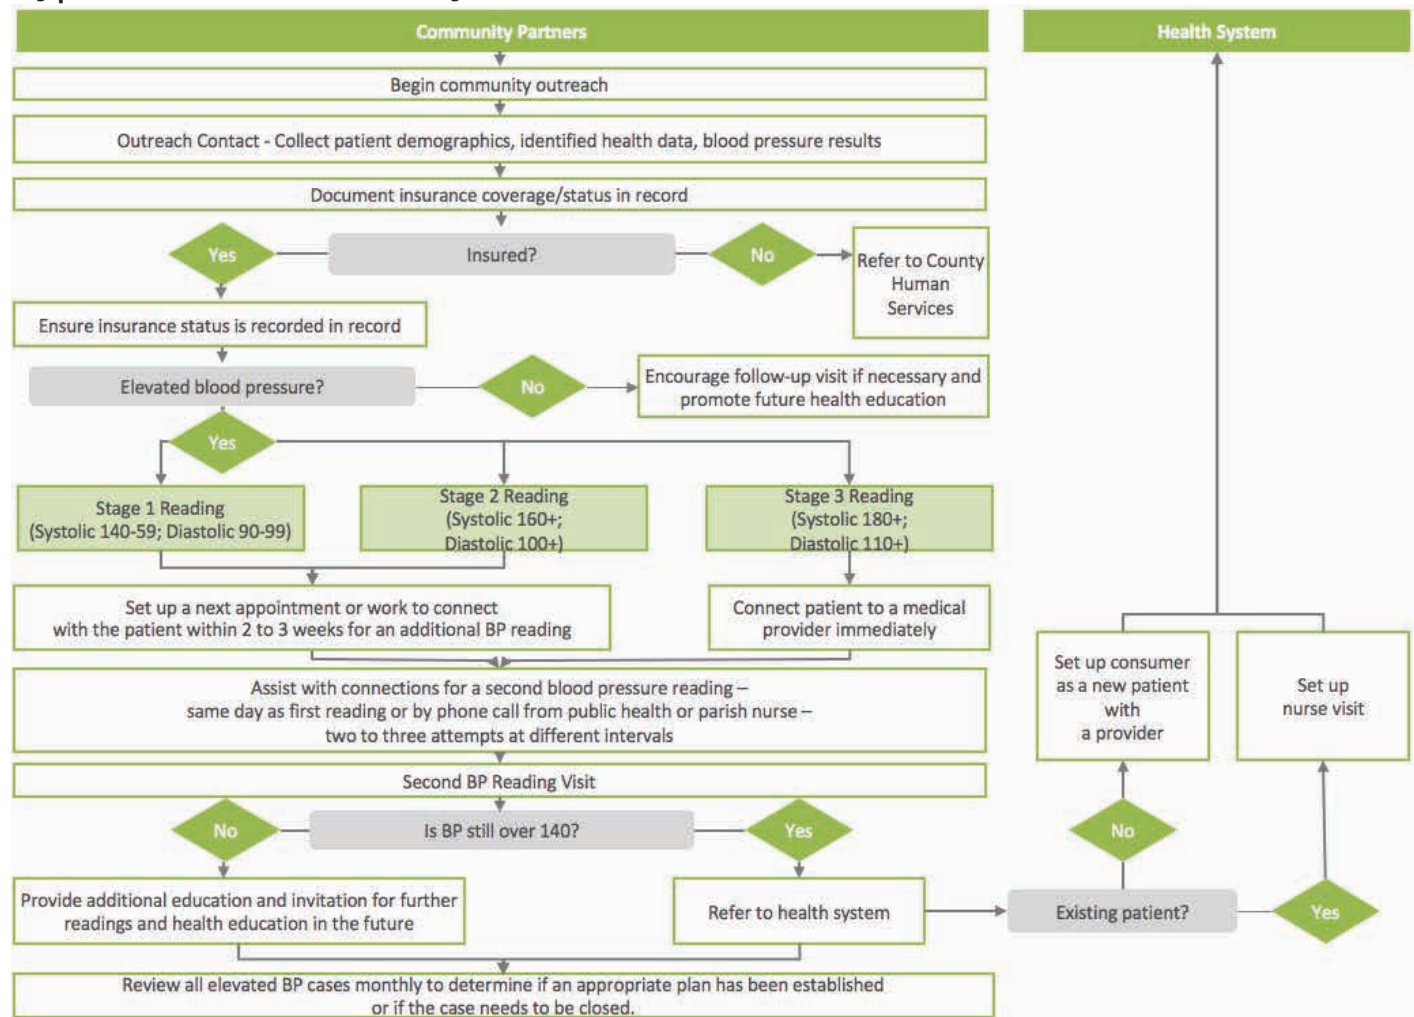 Community Partners
Health System
Begin community outreach
Outreach Contact - Collect patient demographics, identified health data, blood pressure results
Document insurance coverage/status in record
Yes
Insured?
No
Refer to County
Human
Services
Ensure insurance status is recorded in record
Elevated blood pressure?
No
Encourage follow-up visit if necessary and
promote future health education
Yes
Stage 1 Reading
(Systolic 140-59; Diastolic 90-99)
Stage 2 Reading
(Systolic 160+;
Diastolic 100+)
Stage 3 Reading
(Systolic 180+;
Diastolic 110+)
Set up a next appointment or work to connect
with the patient within 2 to 3 weeks for an additional BP reading
Connect patient to a medical
provider immediately
Assist with connections for a second blood pressure reading –
same day as first reading or by phone call from public health or parish nurse –
two to three attempts at different intervals
Second BP Reading Visit
No
Is BP still over 140?
Yes
Provide additional education and invitation for further
readings and health education in the future
Refer to health system
Existing patient?
No
Yes
Set up consumer
as a new patient
with
a provider
Set up
nurse visit
Review all elevated BP cases monthly to determine if an appropriate plan has been established
or if the case needs to be closed.